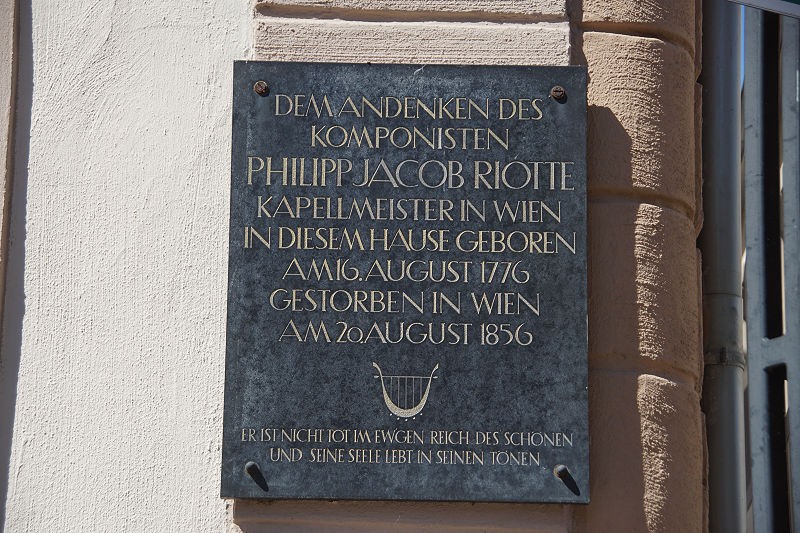 DEM ANDENKEN DES
KOMPONISTEN
PHILIPP JACOB RIOTTE
KAPELLMEISTER IN WIEN
IN DIESEM HAUSE GEBOREN
AM 16. AUGUST 1776
GESTORBEN IN WIEN
AM 20. AUGUST 1856
ER IST NICHT TOT IM EWGEN REICH DES SCHÖNEN
UND SEINE SEELE LEBT IN SEINEN TÖNEN